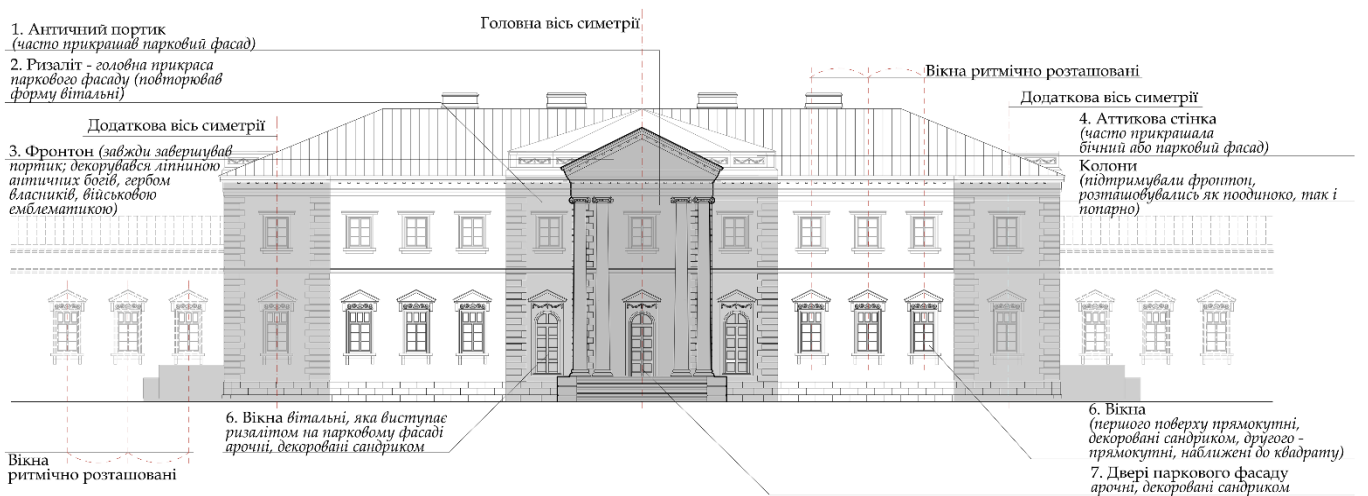 1. Античний портик
(часто прикрашав парковий фасад)
2. Ризаліт - головна прикраса
паркового фасаду (повторював
форму вітальні)
Додаткова вісь симетрії
3. Фронтон (завжди завершував
портик; декорувався ліпниною
античних богів, гербом
власників, військовою
емблематикою)
Головна вісь симетрії
Вікна ритмічно розташовані
Додаткова вісь симетрії
4. Аттикова стінка
(часто прикрашала
бічний або парковий фасад)
Колони
(підтримували фронтон,
розташовувались як поодиноко, так і
попарно)
Вікна
ритмічно розташовані
6. Вікна вітальні, яка виступає
ризалітом на парковому фасаді
арочні, декоровані сандриком
6. Вікна
(першого поверху прямокутні,
декоровані сандриком, другого -
прямокутні, наближені до квадрату)
7. Двері паркового фасаду
арочні, декоровані сандриком